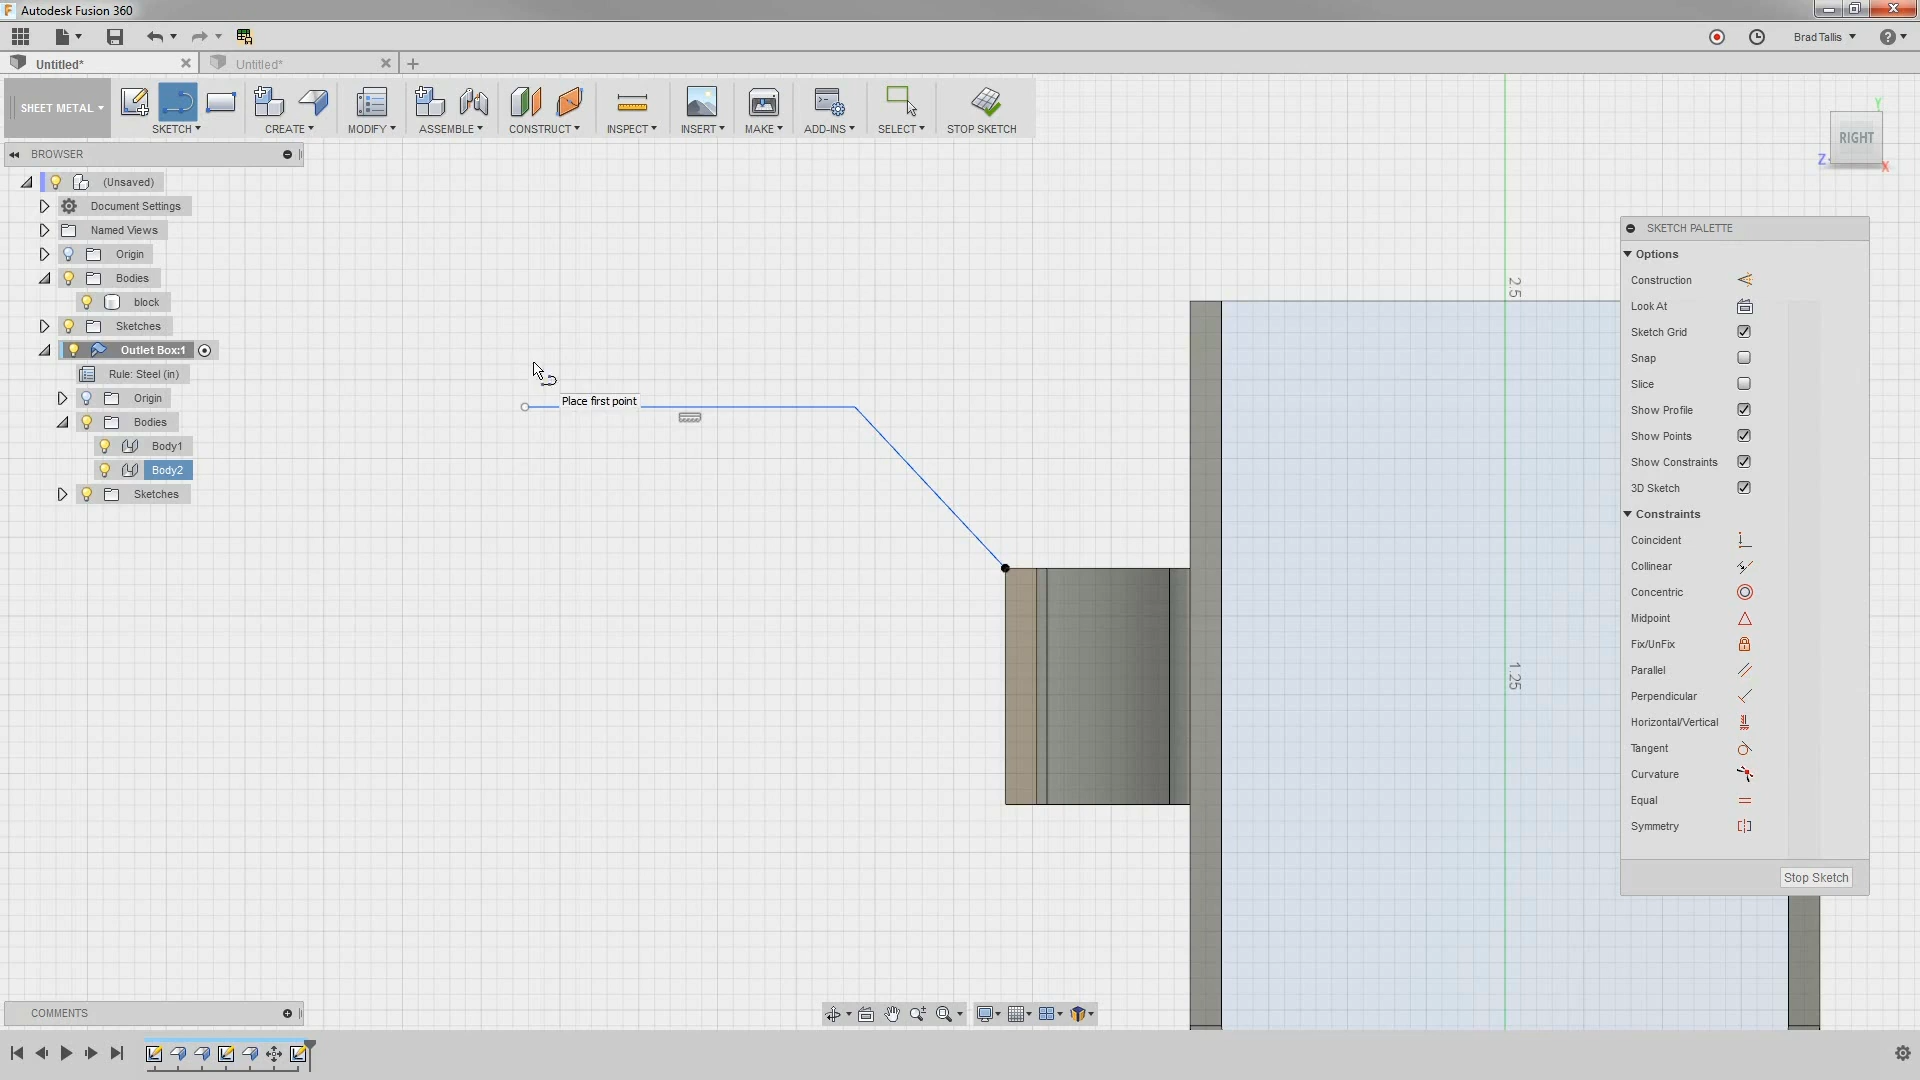 Autodesk Fusion 360
Brad Tallis
Untitled*
Untitled*
SHEET METAL
SKETCH
CREATE
MODIFY
ASSEMBLE
CONSTRUCT
INSPECT
INSERT
MAKE
ADD-INS
SELECT
STOP SKETCH
BROWSER
(Unsaved)
Document Settings
Named Views
Origin
Bodies
block
Sketches
Outlet Box:1
Rule: Steel (in)
Origin
Bodies
Body1
Body2
Sketches
Place first point
2.5
1.25
Y
RIGHT
Z
X
SKETCH PALETTE
Options
Construction
Look At
Sketch Grid
Snap
Slice
Show Profile
Show Points
Show Constraints
3D Sketch
Constraints
Coincident
Collinear
Concentric
Midpoint
Fix/UnFix
Parallel
Perpendicular
Horizontal/Vertical
Tangent
Curvature
Equal
Symmetry
Stop Sketch
COMMENTS